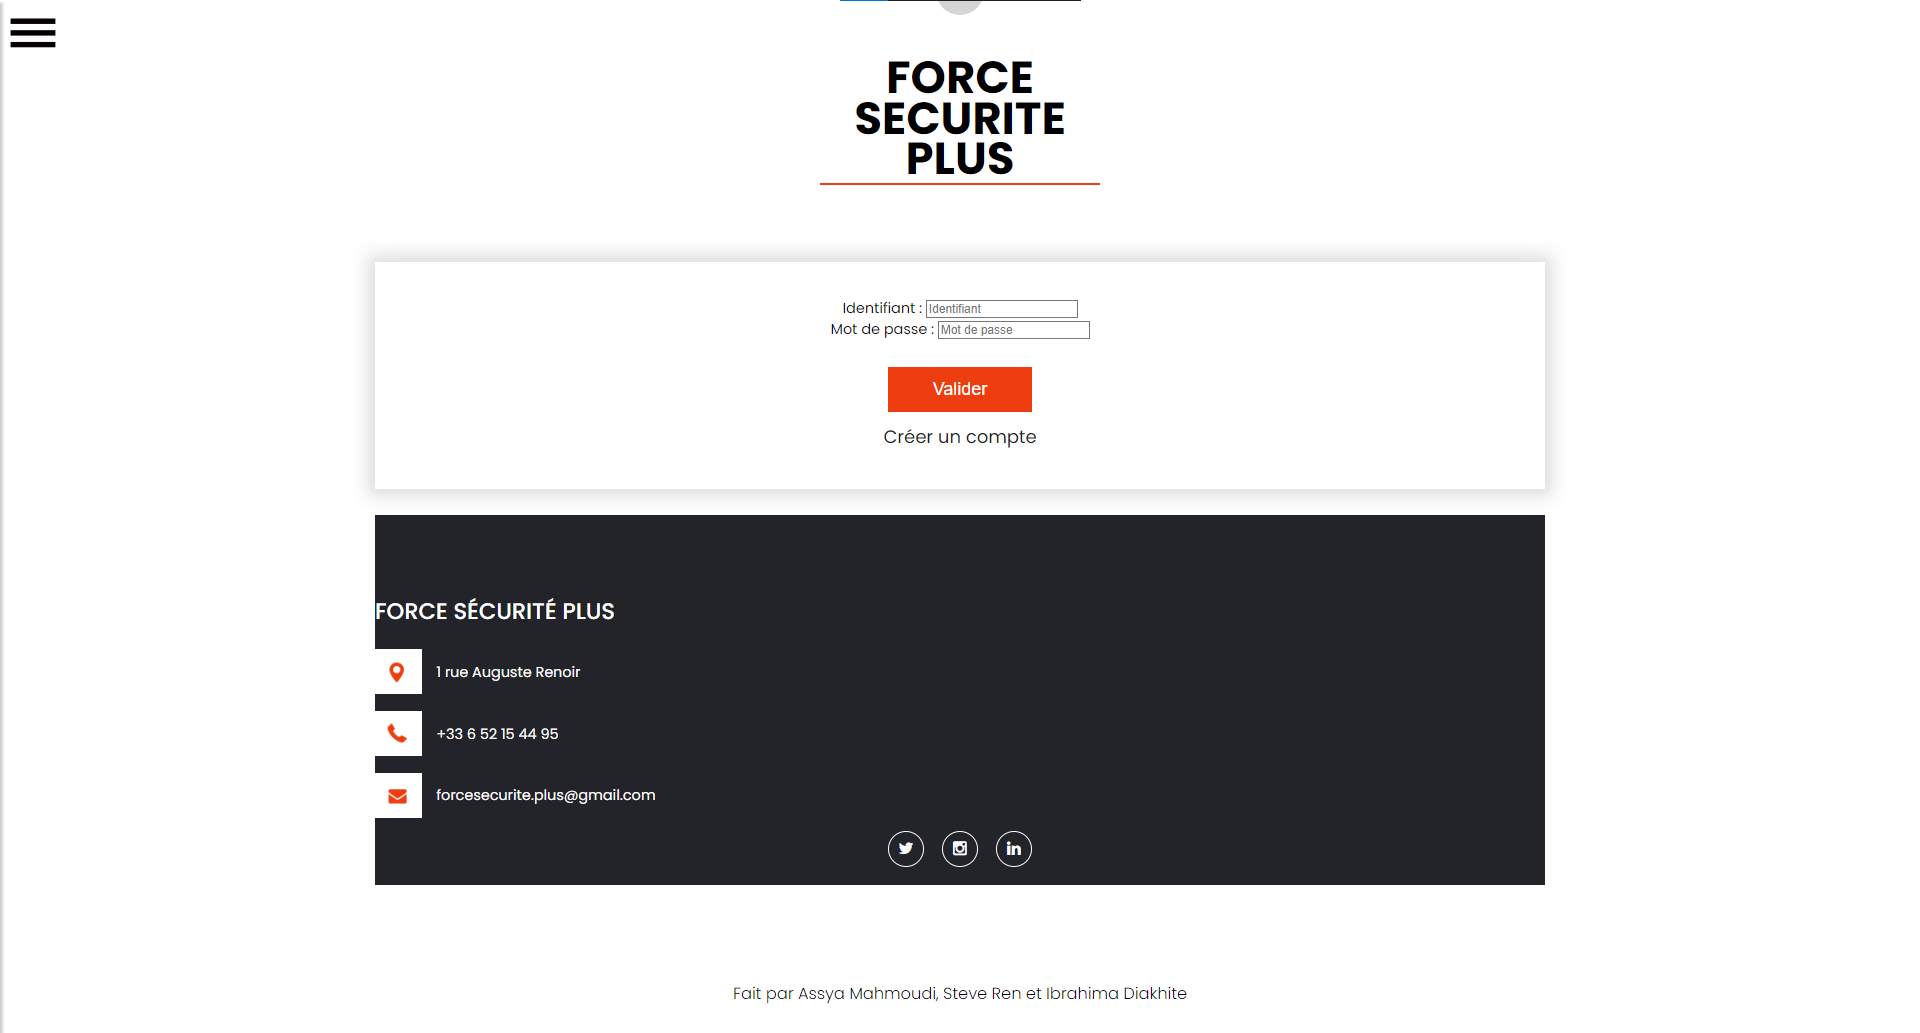 FORCE
SECURITE
PLUS
Identifiant : Identifiant
Mot de passe : Mot de passe
Valider
Créer un compte
FORCE SÉCURITÉ PLUS
1 rue Auguste Renoir
+33 6 52 15 44 95
forcesecurite.plus@gmail.com
Fait par Assya Mahmoudi, Steve Ren et Ibrahima Diakhite